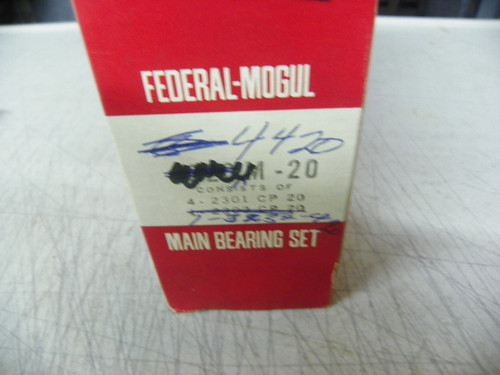 FEDERAL-MOGUL
4420
M -20
CONSISTS OF
4 - 2301 CP 20
MAIN BEARING SET